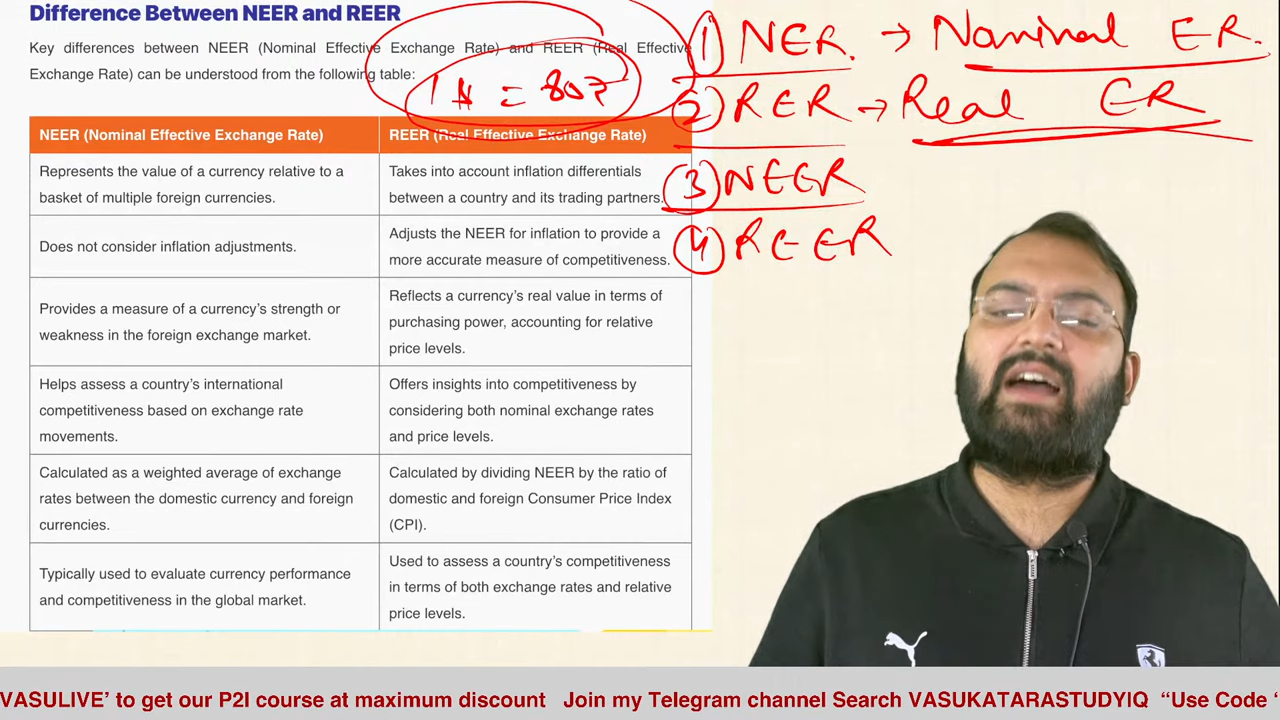 Difference Between NEER and REER
Key differences between NEER (Nominal Effective Exchange Rate) and REER (Real Effective
Exchange Rate) can be understood from the following table:
NEER (Nominal Effective Exchange Rate)
REER (Real Effective Exchange Rate)
Represents the value of a currency relative to a
basket of multiple foreign currencies.
Takes into account inflation differentials
between a country and its trading partners.
Does not consider inflation adjustments.
Adjusts the NEER for inflation to provide a
more accurate measure of competitiveness.
Provides a measure of a currency's strength or
weakness in the foreign exchange market.
Reflects a currency's real value in terms of
purchasing power, accounting for relative
price levels.
Helps assess a country's international
competitiveness based on exchange rate
movements.
Offers insights into competitiveness by
considering both nominal exchange rates
and price levels.
Calculated as a weighted average of exchange
rates between the domestic currency and foreign
currencies.
Calculated by dividing NEER by the ratio of
domestic and foreign Consumer Price Index
(CPI).
Typically used to evaluate currency performance
and competitiveness in the global market.
Used to assess a country's competitiveness
in terms of both exchange rates and relative
price levels.
1 NER. → Nominal ER.
2 RER → Real ER
3 NEER
4 REER
VASULIVE' to get our P2I course at maximum discount Join my Telegram channel Search VASUKATARASTUDYIQ "Use Code '